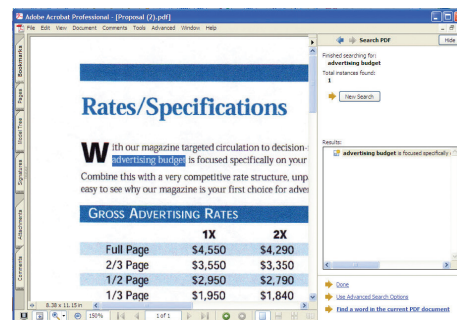 Adobe Acrobat Professional - [Proposal (2).pdf]
File Edit View Document Comments Tools Advanced Window Help
Bookmarks
Pages
Model Tree
Signatures
Attachments
Comments
Rates/Specifications
With our magazine targeted circulation to decision-
advertising budget is focused specifically on your
Combine this with a very competitive rate structure, unp
easy to see why our magazine is your first choice for adver
GROSS ADVERTISING RATES
1X 2X
Full Page $4,550 $4,290
2/3 Page $3,550 $3,350
1/2 Page $2,950 $2,790
1/3 Page $1,950 $1,840
8.38 x 11.15 in
150%
1 of 1
Search PDF
Hide
Finished searching for:
advertising budget
Total instances found:
1
New Search
Results:
advertising budget is focused specifically
Done
Use Advanced Search Options
Find a word in the current PDF document